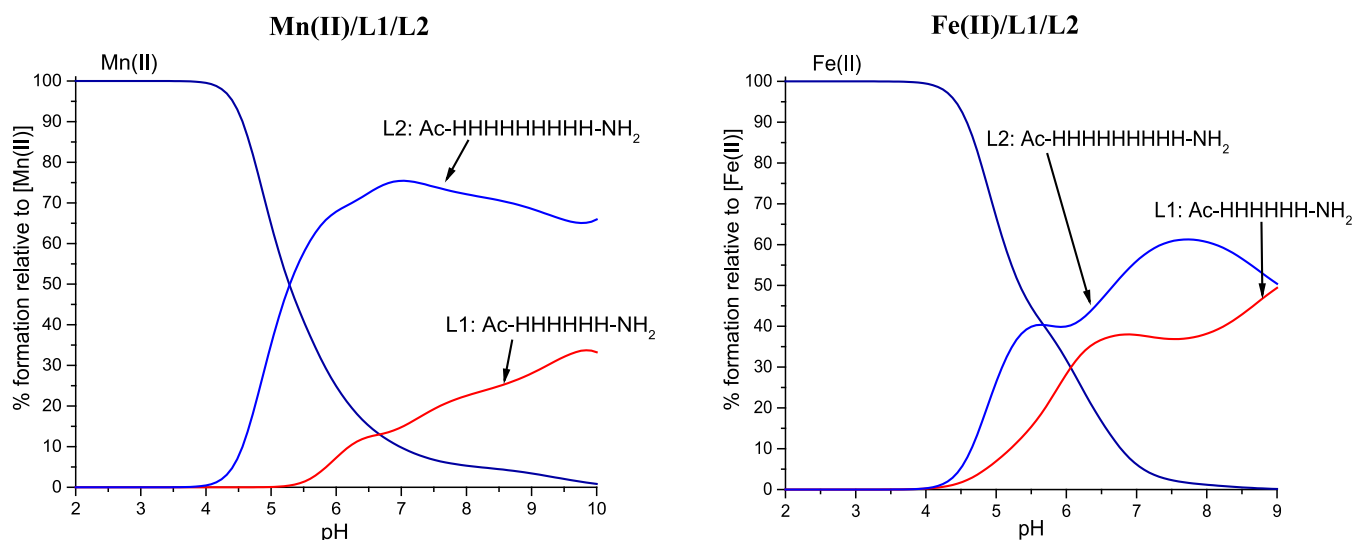 Mn(II)/L1/L2
Mn(II)
% formation relative to [Mn(II)]
100
90
80
70
60
50
40
30
20
10
0
L2: Ac-HHHHHHHHH-NH₂
L1: Ac-HHHHHH-NH₂
2 3 4 5 6 7 8 9 10
pH
Fe(II)/L1/L2
Fe(II)
% formation relative to [Fe(II)]
100
90
80
70
60
50
40
30
20
10
0
L2: Ac-HHHHHHHHH-NH₂
L1: Ac-HHHHHH-NH₂
2 3 4 5 6 7 8 9
pH